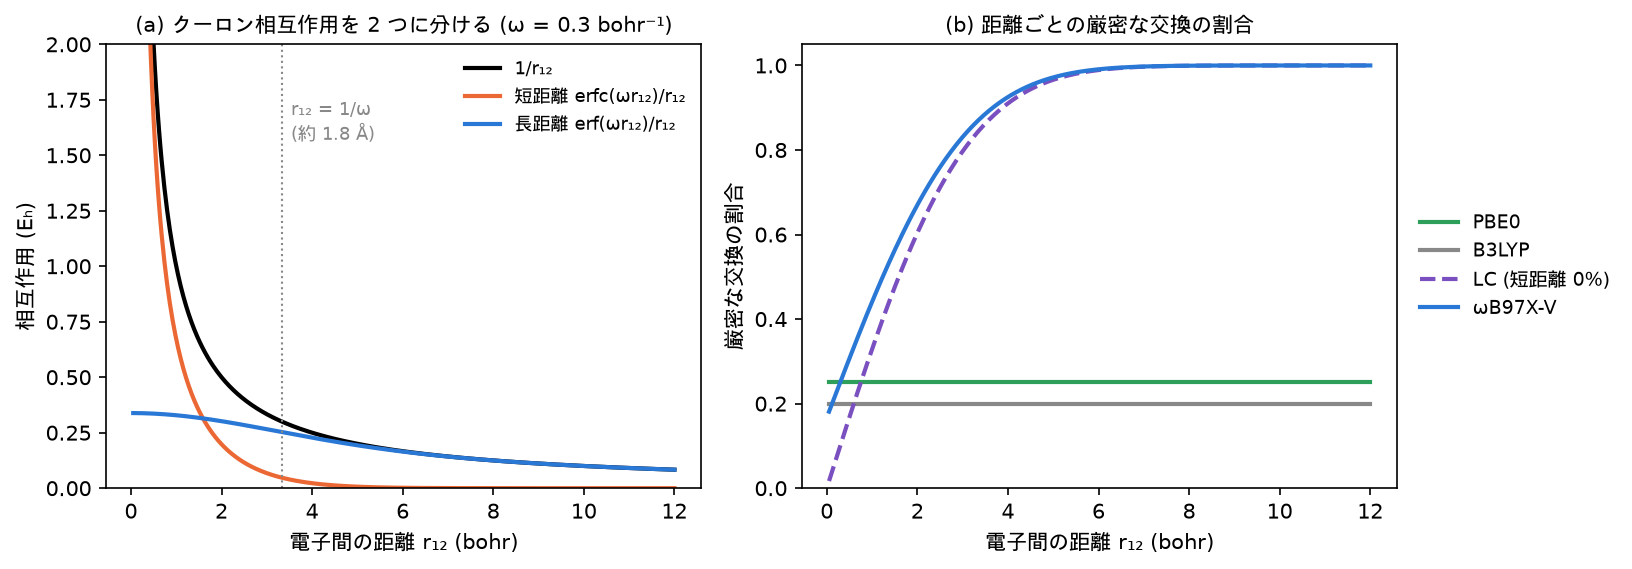 (a) クーロン相互作用を 2 つに分ける (ω = 0.3 bohr⁻¹)
相互作用 (Eₕ)
2.00
1.75
1.50
1.25
1.00
0.75
0.50
0.25
0.00
r₁₂ = 1/ω
(約 1.8 Å)
1/r₁₂
短距離 erfc(ωr₁₂)/r₁₂
長距離 erf(ωr₁₂)/r₁₂
0 2 4 6 8 10 12
電子間の距離 r₁₂ (bohr)
(b) 距離ごとの厳密な交換の割合
厳密な交換の割合
1.0
0.8
0.6
0.4
0.2
0.0
0 2 4 6 8 10 12
電子間の距離 r₁₂ (bohr)
PBE0
B3LYP
LC (短距離 0%)
ωB97X-V